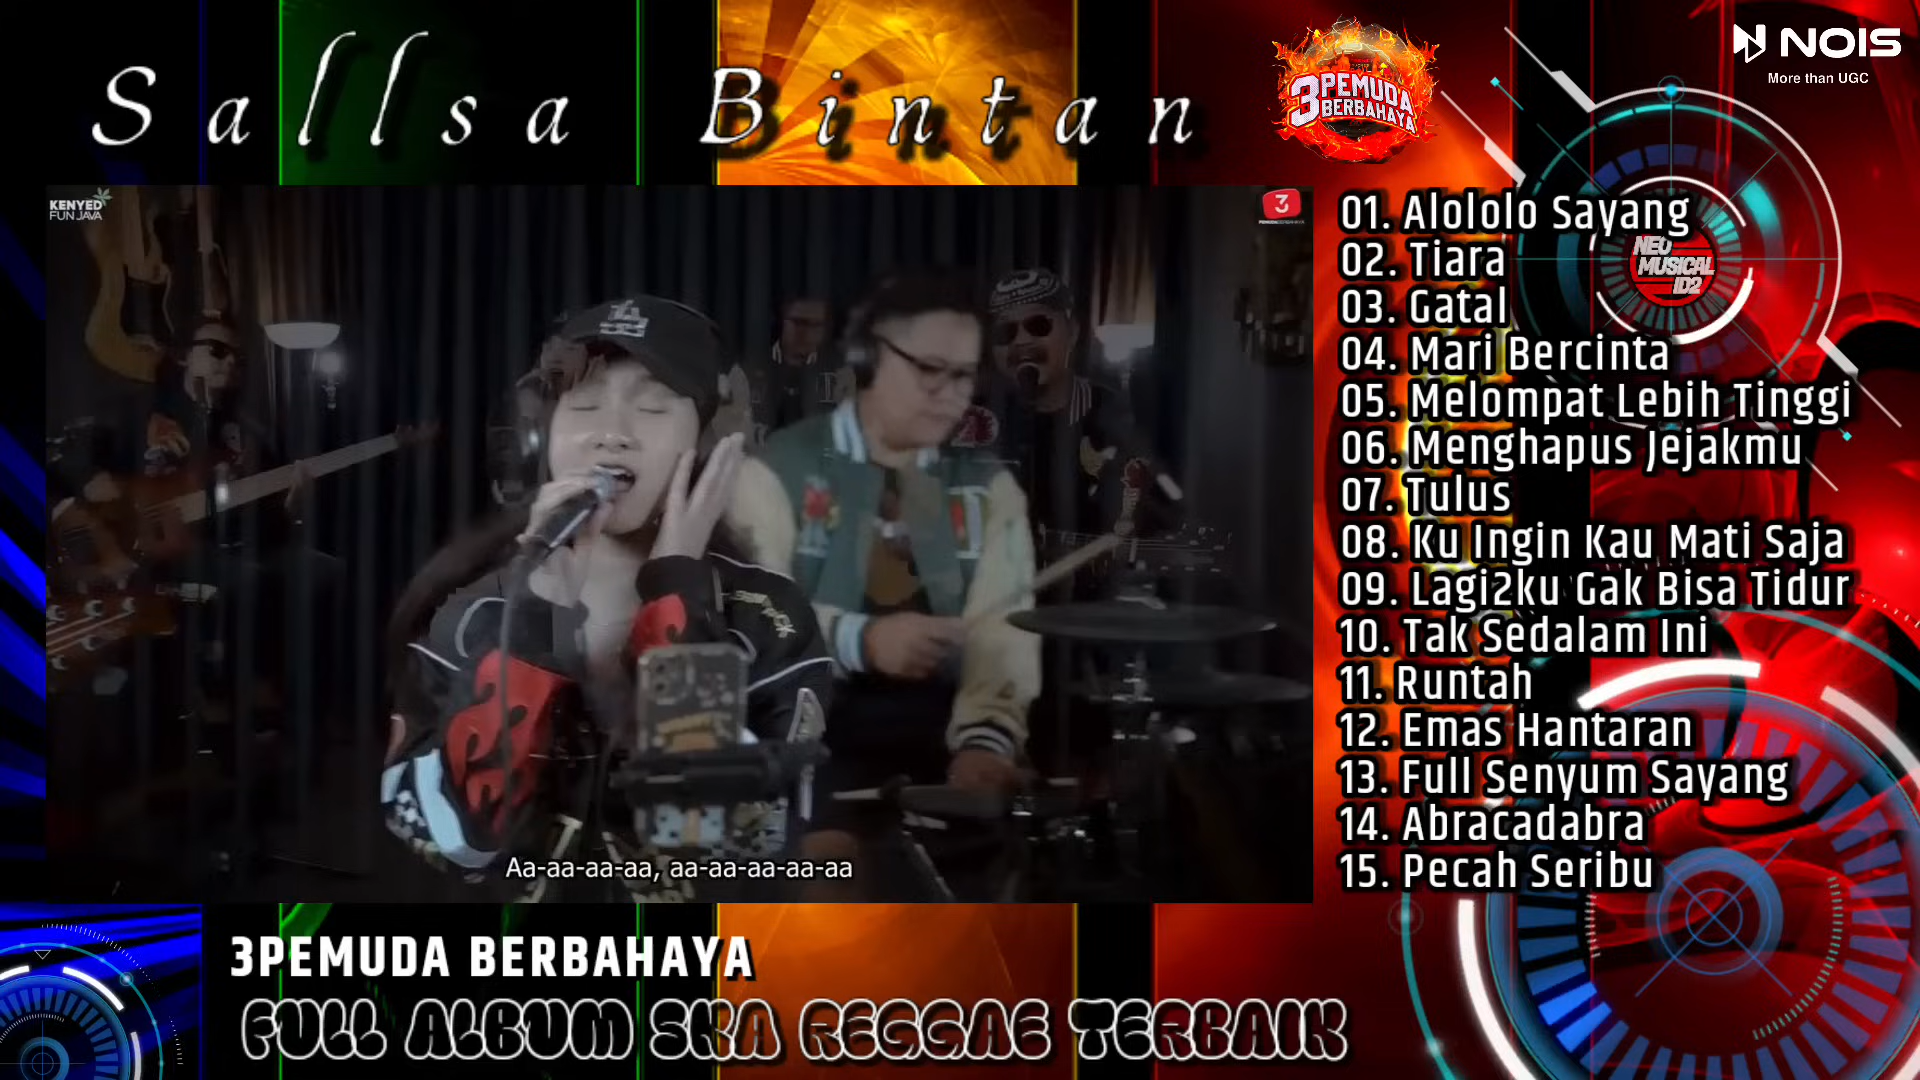 Sallsa Bintan
3PEMUDA
BERBAHAYA
NOIS
More than UGC
KENYED
FUN JAVA
3
01. Alololo Sayang
02. Tiara
03. Gatal
04. Mari Bercinta
05. Melompat Lebih Tinggi
06. Menghapus Jejakmu
07. Tulus
08. Ku Ingin Kau Mati Saja
09. Lagi2ku Gak Bisa Tidur
10. Tak Sedalam Ini
11. Runtah
12. Emas Hantaran
13. Full Senyum Sayang
14. Abracadabra
15. Pecah Seribu
NEO
MUSICAL
ID2
Aa-aa-aa-aa, aa-aa-aa-aa-aa
3PEMUDA BERBAHAYA
FULL ALBUM SKA REGGAE TERBAIK